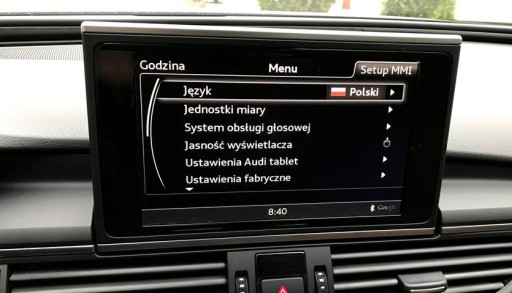 Godzina Menu Setup MMI
Język Polski
Jednostki miary
System obsługi głosowej
Jasność wyświetlacza
Ustawienia Audi tablet
Ustawienia fabryczne
8:40 Google